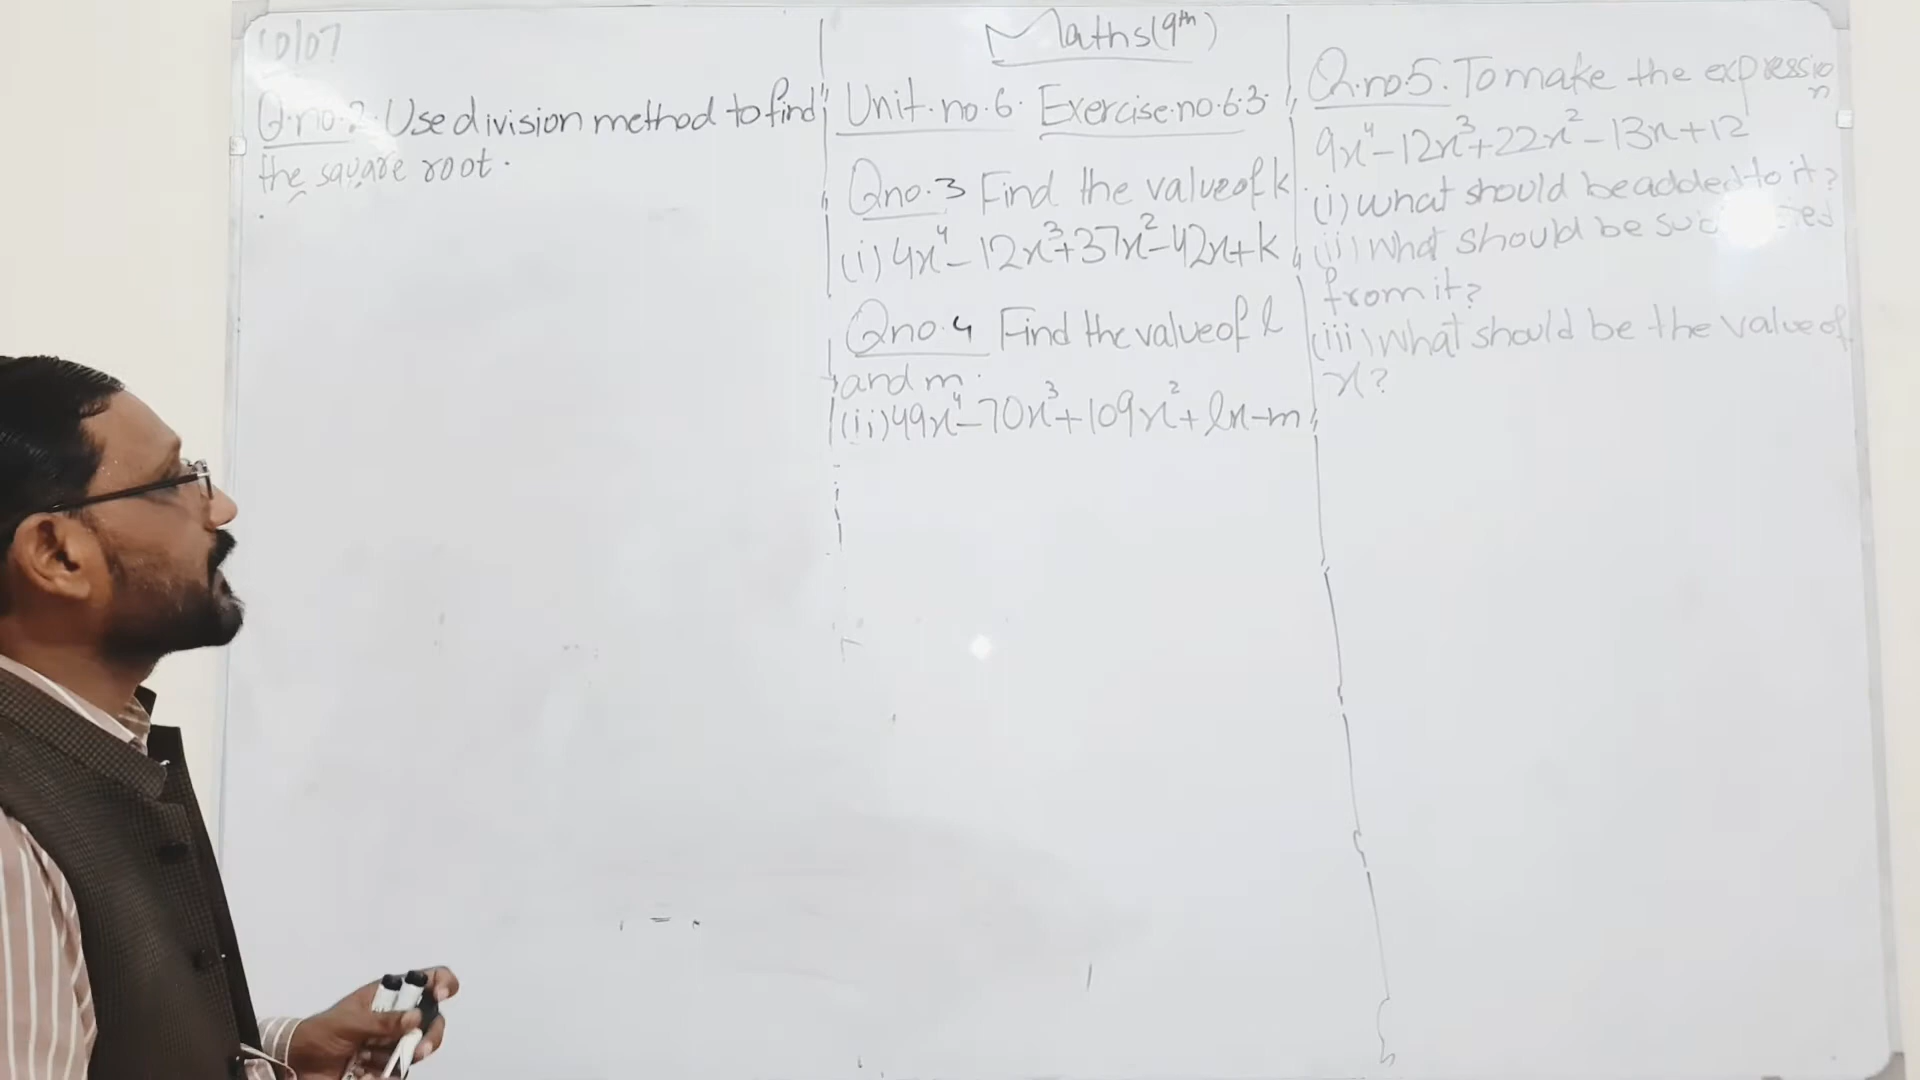 10/07
Q.no.2. Use division method to find
the square root.
Maths(9th)
Unit.no.6. Exercise.no.6.3.
Qno.3 Find the value of k.
(i) 4x⁴-12x³+37x²-42x+k
Qno.4 Find the value of l
and m.
(ii) 49x⁴-70x³+109x²+lx-m
Q.no.5. To make the expressio
n
9x⁴-12x³+22x²-13x+12
(i) What should be added to it?
(ii) What should be
from it?
(iii) What should be the value of
x?